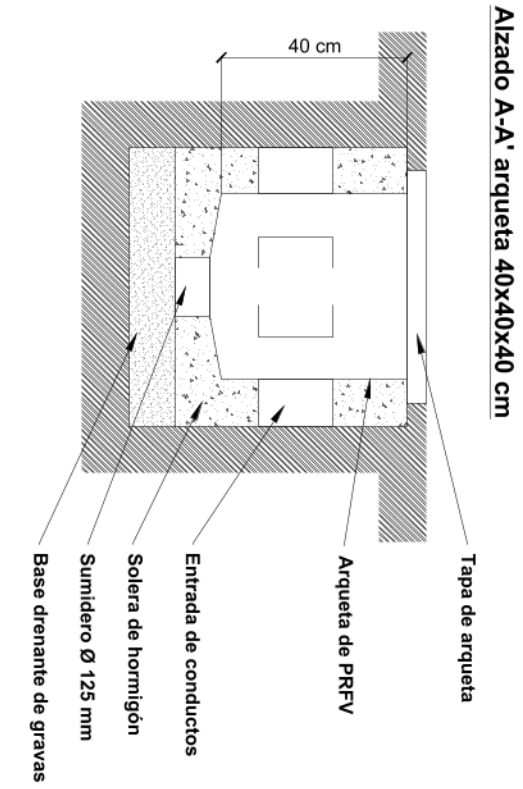 Alzado A-A' arqueta 40x40x40 cm
40 cm
Tapa de arqueta
Arqueta de PRFV
Entrada de conductos
Solera de hormigón
Sumidero Ø 125 mm
Base drenante de gravas